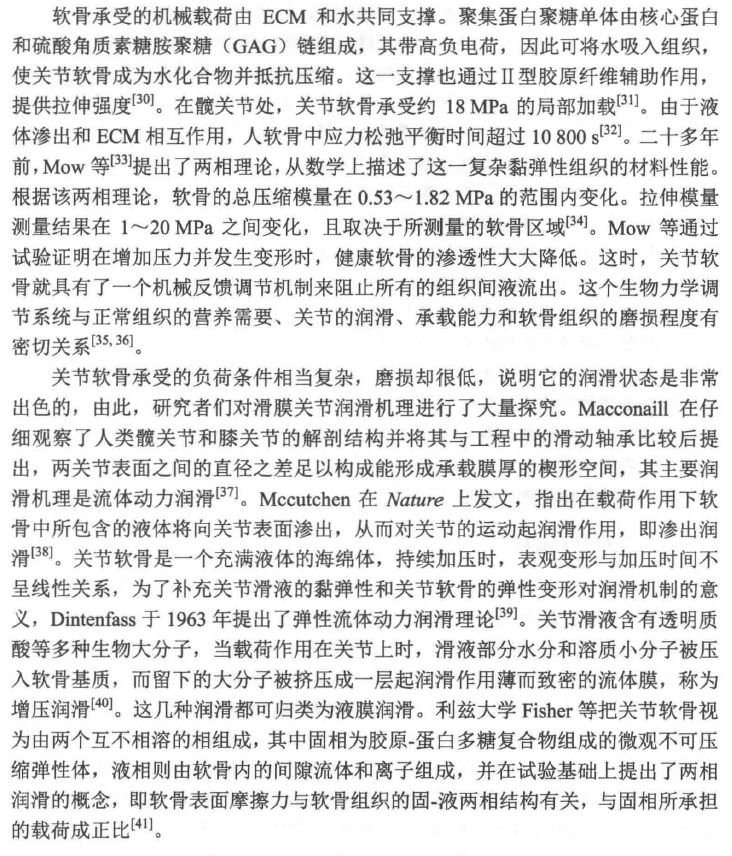 软骨承受的机械载荷由 ECM 和水共同支撑。聚集蛋白聚糖单体由核心蛋白
和硫酸角质素糖胺聚糖（GAG）链组成，其带高负电荷，因此可将水吸入组织，
使关节软骨成为水化合物并抵抗压缩。这一支撑也通过Ⅱ型胶原纤维辅助作用，
提供拉伸强度[30]。在髋关节处，关节软骨承受约 18 MPa 的局部加载[31]。由于液
体渗出和 ECM 相互作用，人软骨中应力松弛平衡时间超过 10 800 s[32]。二十多年
前，Mow 等[33]提出了两相理论，从数学上描述了这一复杂黏弹性组织的材料性能。
根据该两相理论，软骨的总压缩模量在 0.53～1.82 MPa 的范围内变化。拉伸模量
测量结果在 1～20 MPa 之间变化，且取决于所测量的软骨区域[34]。Mow 等通过
试验证明在增加压力并发生变形时，健康软骨的渗透性大大降低。这时，关节软
骨就具有了一个机械反馈调节机制来阻止所有的组织间液流出。这个生物力学调
节系统与正常组织的营养需要、关节的润滑、承载能力和软骨组织的磨损程度有
密切关系[35, 36]。
关节软骨承受的负荷条件相当复杂，磨损却很低，说明它的润滑状态是非常
出色的，由此，研究者们对滑膜关节润滑机理进行了大量探究。Macconaill 在仔
细观察了人类髋关节和膝关节的解剖结构并将其与工程中的滑动轴承比较后提
出，两关节表面之间的直径之差足以构成能形成承载膜厚的楔形空间，其主要润
滑机理是流体动力润滑[37]。Mccutchen 在 Nature 上发文，指出在载荷作用下软
骨中所包含的液体将向关节表面渗出，从而对关节的运动起润滑作用，即渗出润
滑[38]。关节软骨是一个充满液体的海绵体，持续加压时，表观变形与加压时间不
呈线性关系，为了补充关节滑液的黏弹性和关节软骨的弹性变形对润滑机制的意
义，Dintenfass 于 1963 年提出了弹性流体动力润滑理论[39]。关节滑液含有透明质
酸等多种生物大分子，当载荷作用在关节上时，滑液部分水分和溶质小分子被压
入软骨基质，而留下的大分子被挤压成一层起润滑作用薄而致密的流体膜，称为
增压润滑[40]。这几种润滑都可归类为液膜润滑。利兹大学 Fisher 等把关节软骨视
为由两个互不相溶的相组成，其中固相为胶原-蛋白多糖复合物组成的微观不可压
缩弹性体，液相则由软骨内的间隙流体和离子组成，并在试验基础上提出了两相
润滑的概念，即软骨表面摩擦力与软骨组织的固-液两相结构有关，与固相所承担
的载荷成正比[41]。